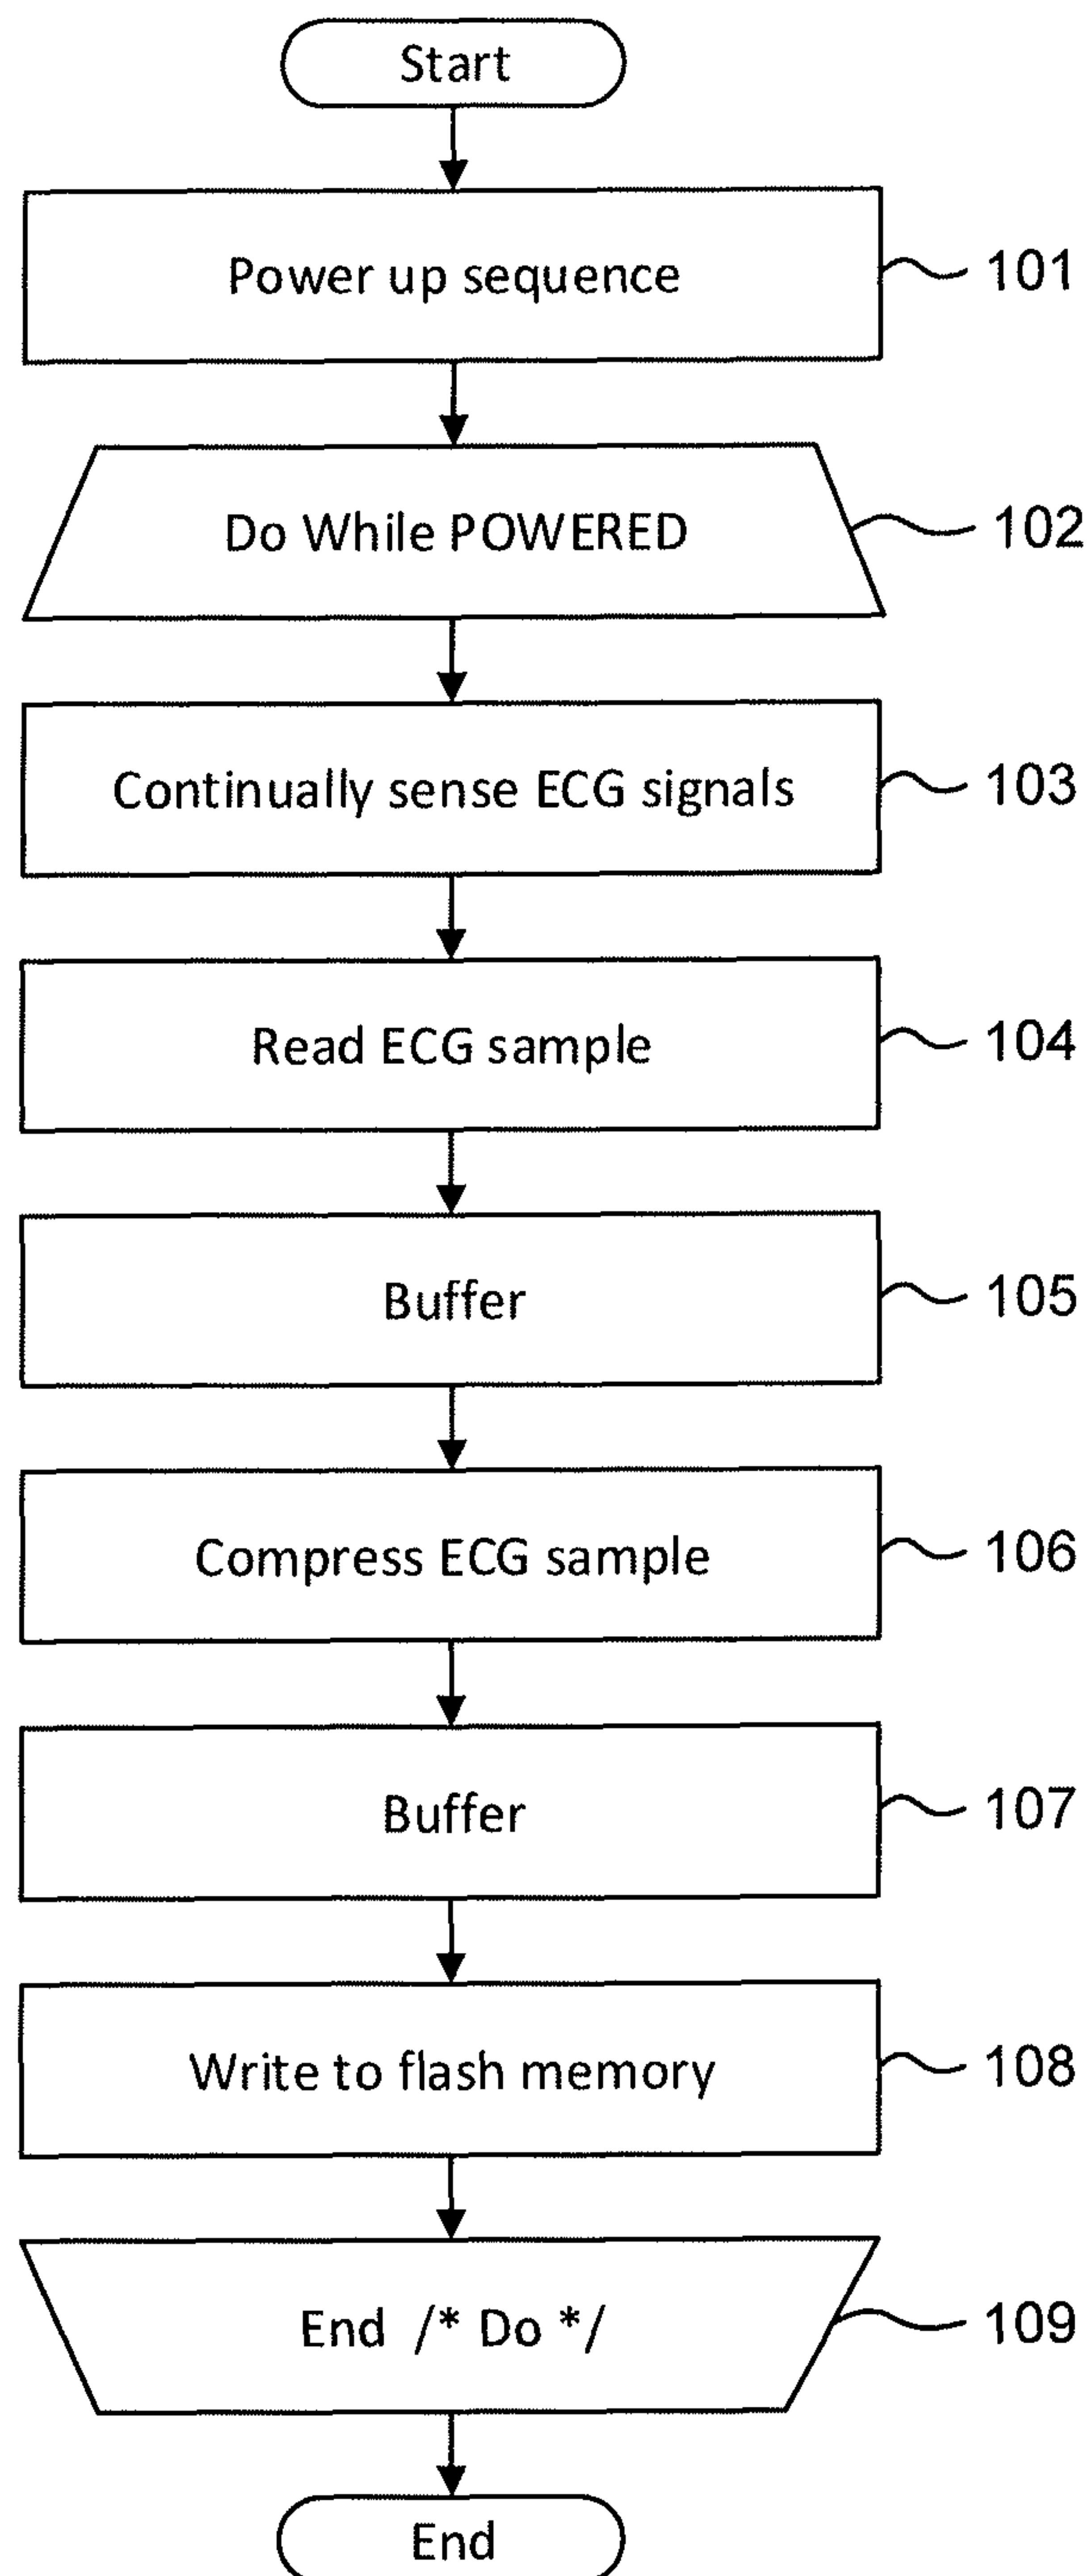 Start
Power up sequence
101
Do While POWERED
102
Continually sense ECG signals
103
Read ECG sample
104
Buffer
105
Compress ECG sample
106
Buffer
107
Write to flash memory
108
End /* Do */
109
End